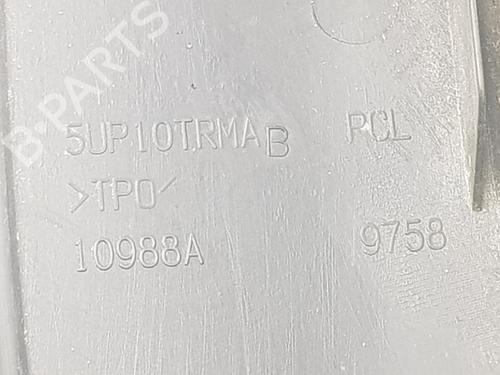 B-PARTS
5UP10TRMAB PCL
>TPO<
10988A 9758